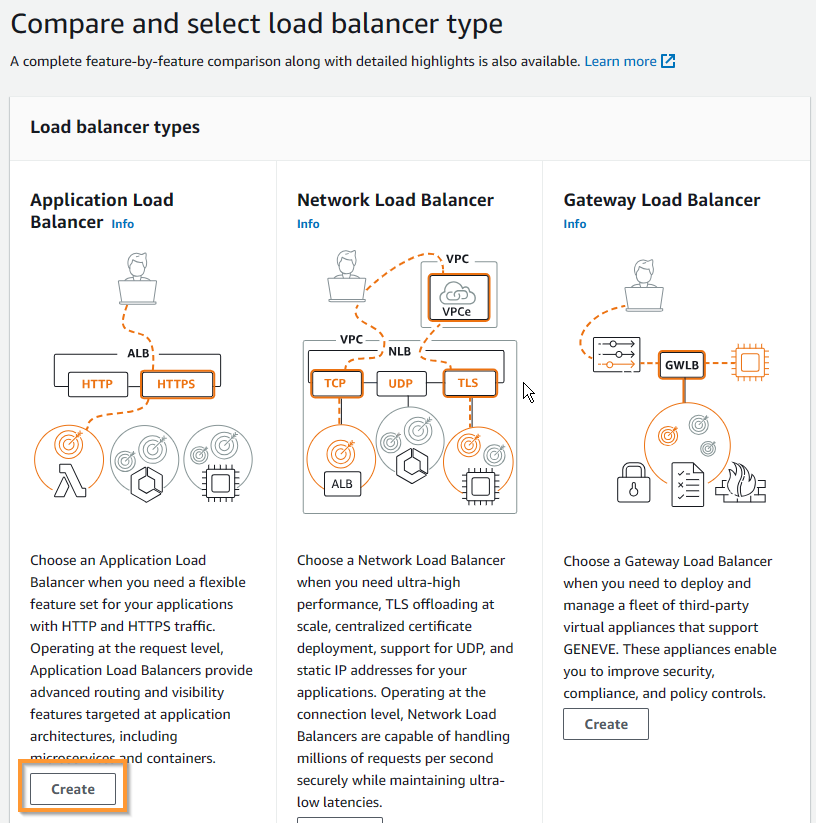 Compare and select load balancer type
A complete feature-by-feature comparison along with detailed highlights is also available. Learn more
Load balancer types
Application Load
Balancer Info
ALB
HTTP
HTTPS
Choose an Application Load
Balancer when you need a flexible
feature set for your applications
with HTTP and HTTPS traffic.
Operating at the request level,
Application Load Balancers provide
advanced routing and visibility
features targeted at application
architectures, including
microservices and containers.
Create
Network Load Balancer
Info
VPC
VPCe
VPC
NLB
TCP
UDP
TLS
ALB
Choose a Network Load Balancer
when you need ultra-high
performance, TLS offloading at
scale, centralized certificate
deployment, support for UDP, and
static IP addresses for your
applications. Operating at the
connection level, Network Load
Balancers are capable of handling
millions of requests per second
securely while maintaining ultra-
low latencies.
Gateway Load Balancer
Info
GWLB
Choose a Gateway Load Balancer
when you need to deploy and
manage a fleet of third-party
virtual appliances that support
GENEVE. These appliances enable
you to improve security,
compliance, and policy controls.
Create